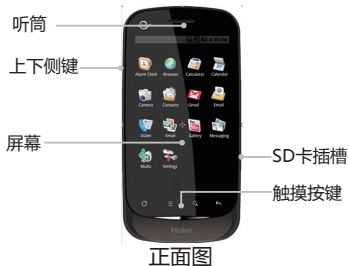 听筒
上下侧键
Alarm Clock Browser Calculator Calendar
Camera Contacts Gmail Email
屏幕
Dialer Email Gallery Messaging
SD卡插槽
Music Settings
触摸按键
Haier
正面图